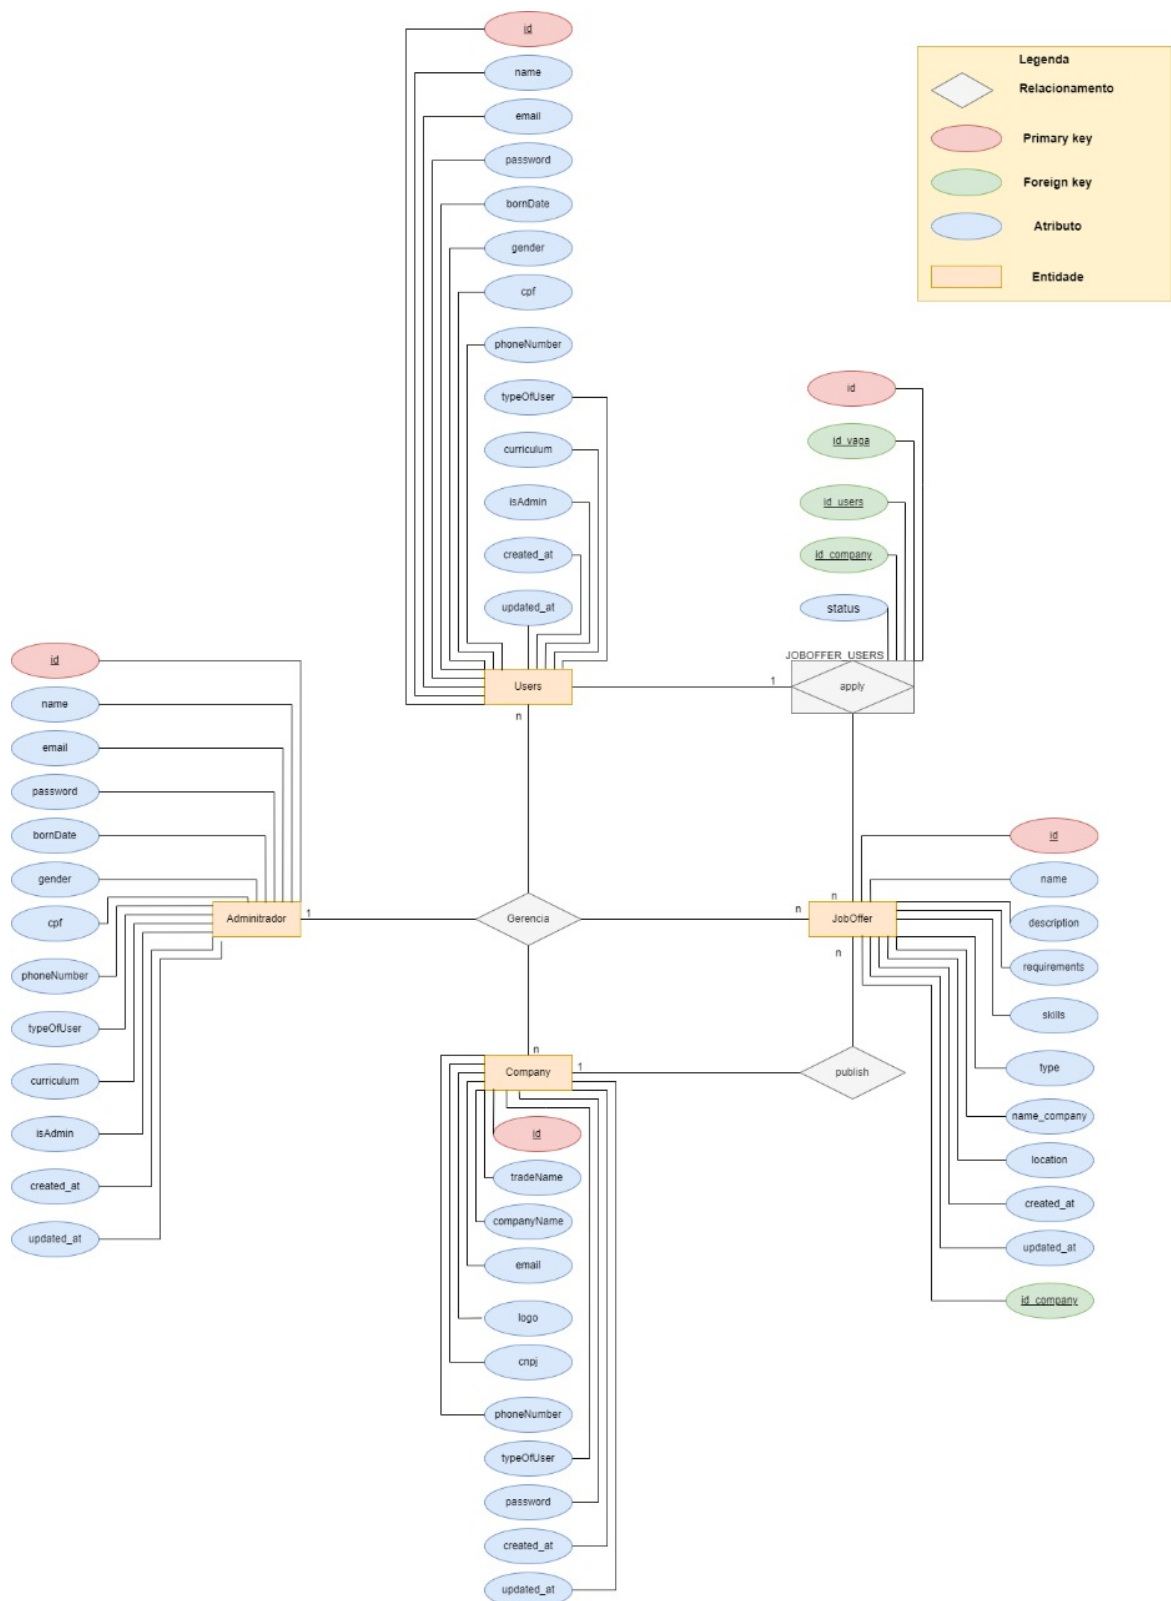 id
name
email
password
bornDate
gender
cpf
phoneNumber
typeOfUser
curriculum
isAdmin
created_at
updated_at
Users
n
Legenda
Relacionamento
Primary key
Foreign key
Atributo
Entidade
id
id_vaga
id_users
id_company
status
JOBOFFER_USERS
1
apply
id
name
email
password
bornDate
gender
cpf
phoneNumber
typeOfUser
curriculum
isAdmin
created_at
updated_at
Adminitrador
1
Gerencia
n
n
JobOffer
n
id
name
description
requirements
skills
type
name_company
location
created_at
updated_at
id_company
n
Company
1
publish
id
tradeName
companyName
email
logo
cnpj
phoneNumber
typeOfUser
password
created_at
updated_at